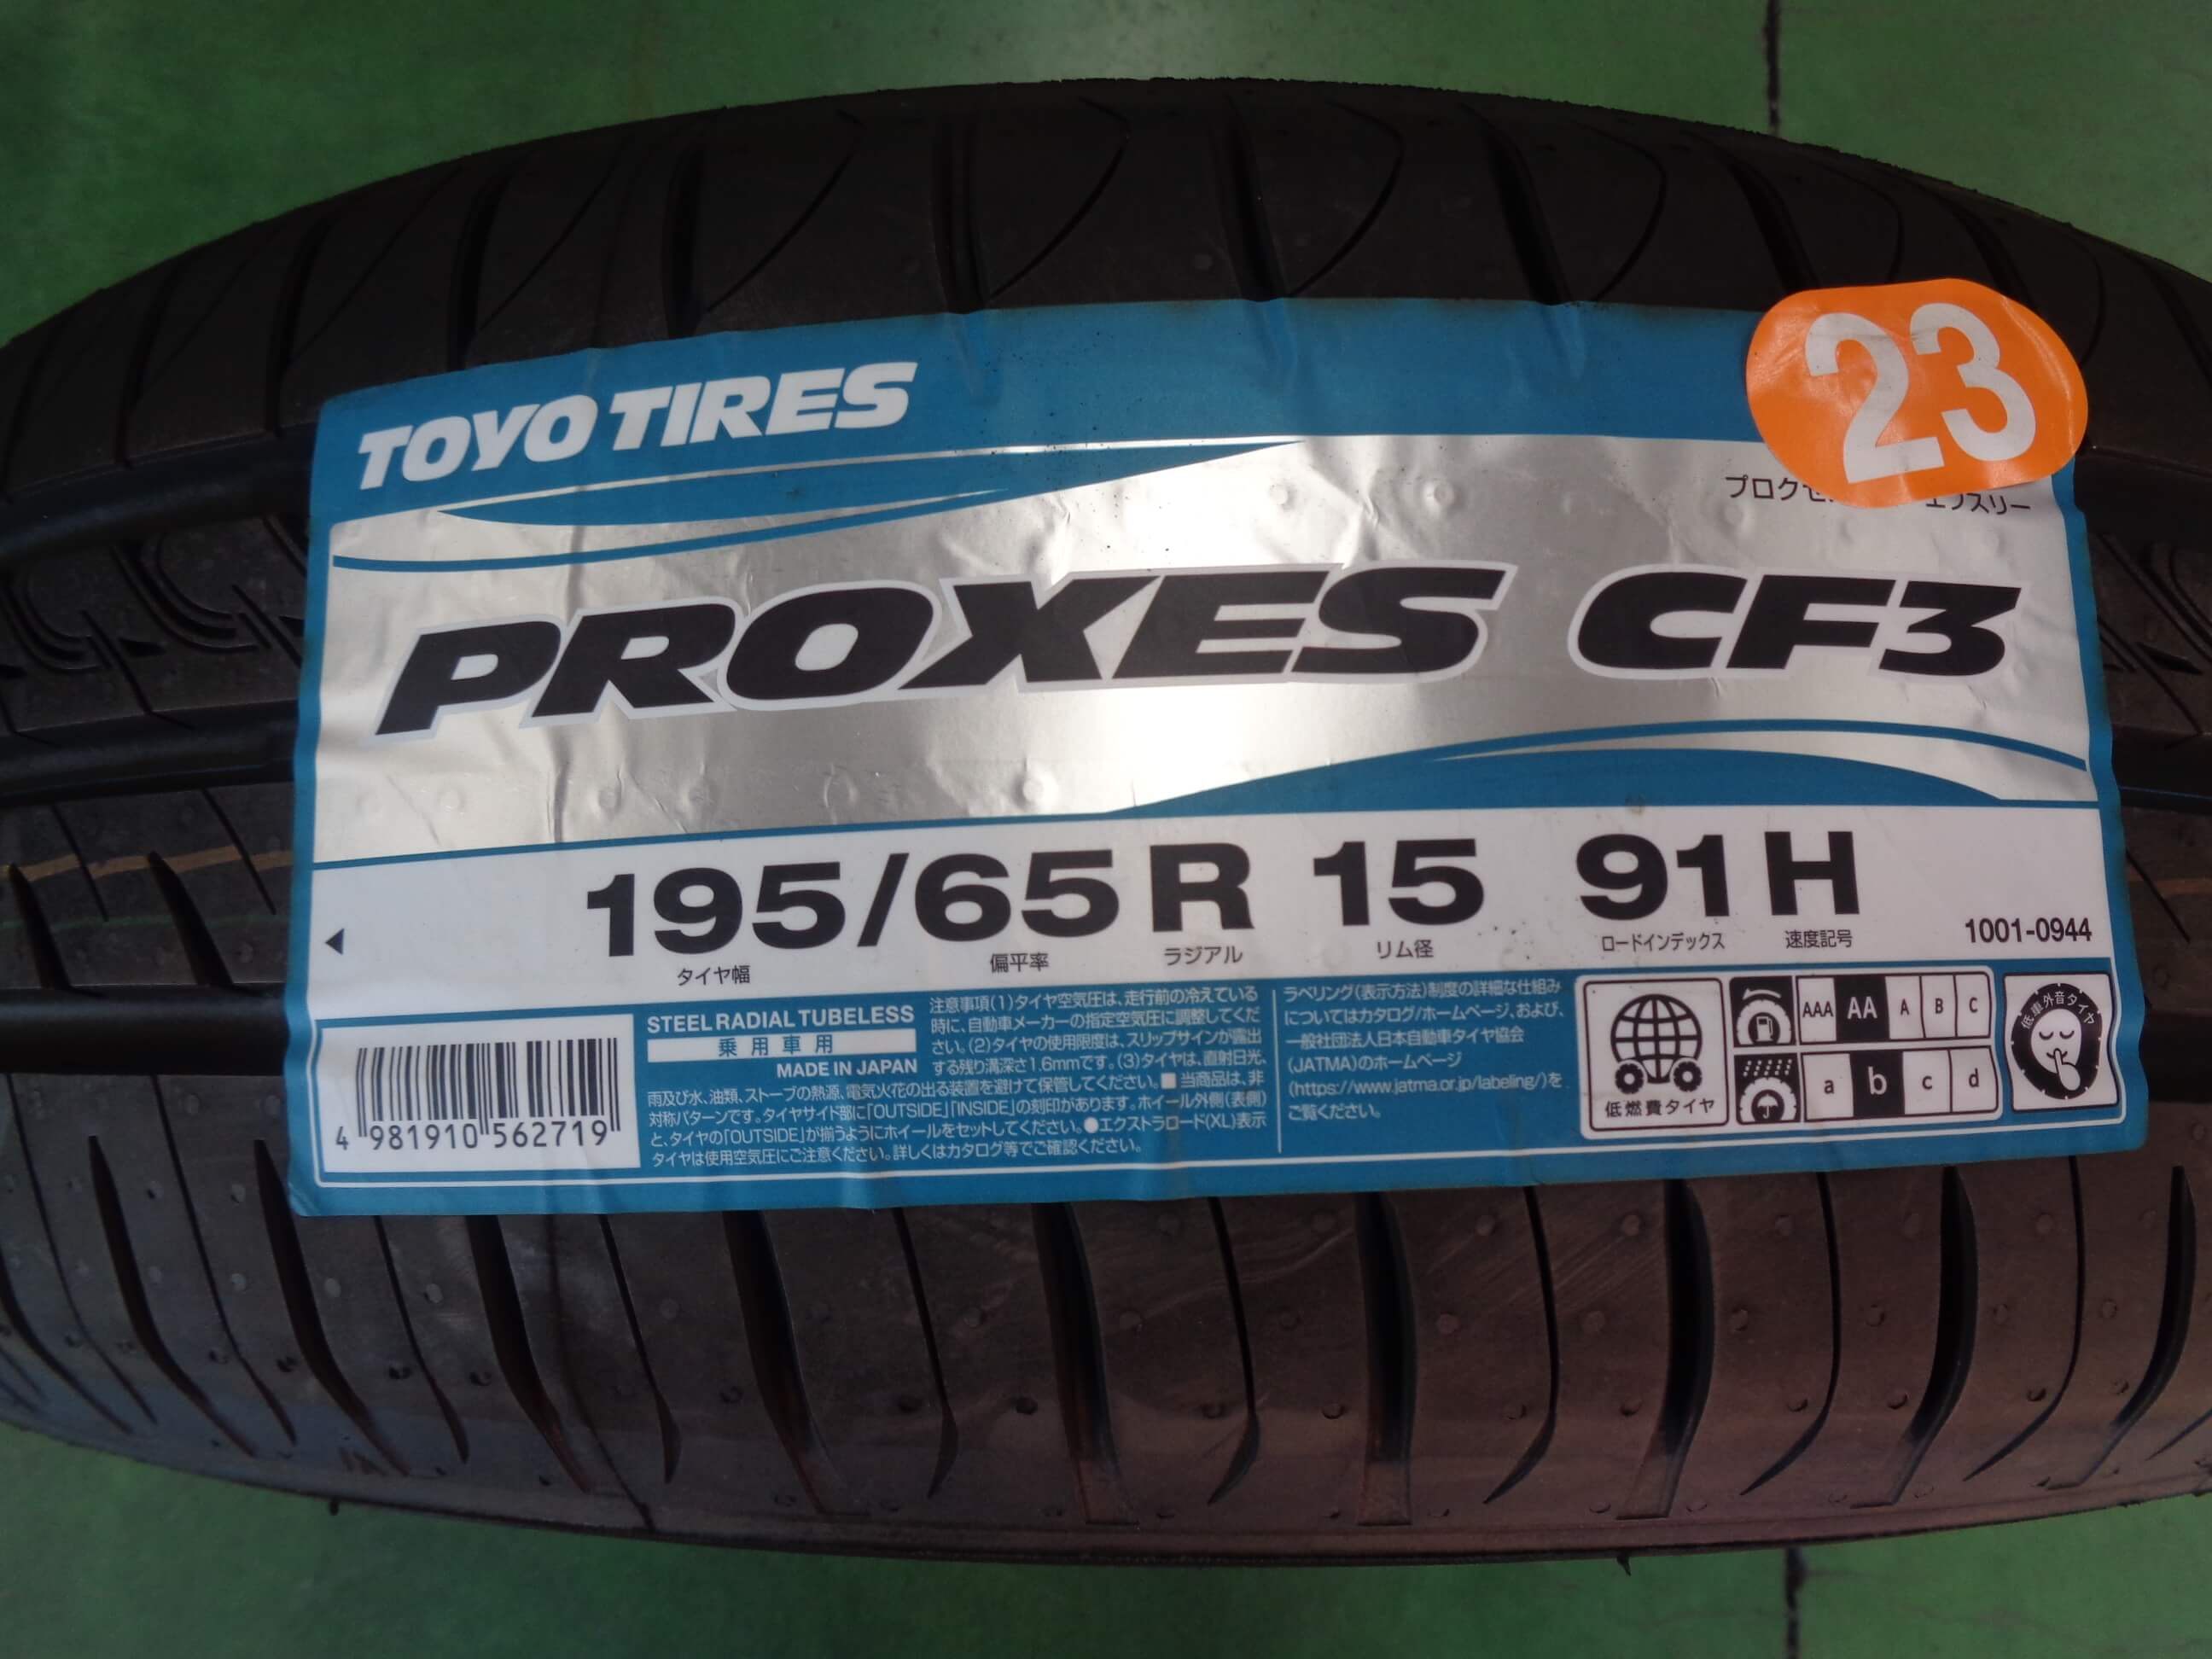 TOYO TIRES
23
プロクセ
エフスリー
PROXES CF3
195/65 R 15 91 H
タイヤ幅 偏平率 ラジアル リム径 ロードインデックス 速度記号
1001-0944
4 981910 562719
STEEL RADIAL TUBELESS
乗用車用
MADE IN JAPAN
注意事項(1)タイヤ空気圧は、走行前の冷えている
時に、自動車メーカーの指定空気圧に調整してくだ
さい。(2)タイヤの使用限度は、スリップサインが露出
する残り溝深さ1.6mmです。(3)タイヤは、直射日光、
雨及び水、油類、ストーブの熱源、電気火花の出る装置を避けて保管してください。■当商品は、非
対称パターンです。タイヤサイド部に「OUTSIDE」「INSIDE」の刻印があります。ホイール外側(表側)
と、タイヤの「OUTSIDE」が揃うようにホイールをセットしてください。●エクストラロード(XL)表示
タイヤは使用空気圧にご注意ください。詳しくはカタログ等でご確認ください。
ラベリング(表示方法)制度の詳細な仕組み
についてはカタログ/ホームページ、および、
一般社団法人日本自動車タイヤ協会
(JATMA)のホームページ
(https://www.jatma.or.jp/labeling/)を
ご覧ください。
低燃費タイヤ
AAA AA A B C
a b c d
低車外音タイヤ